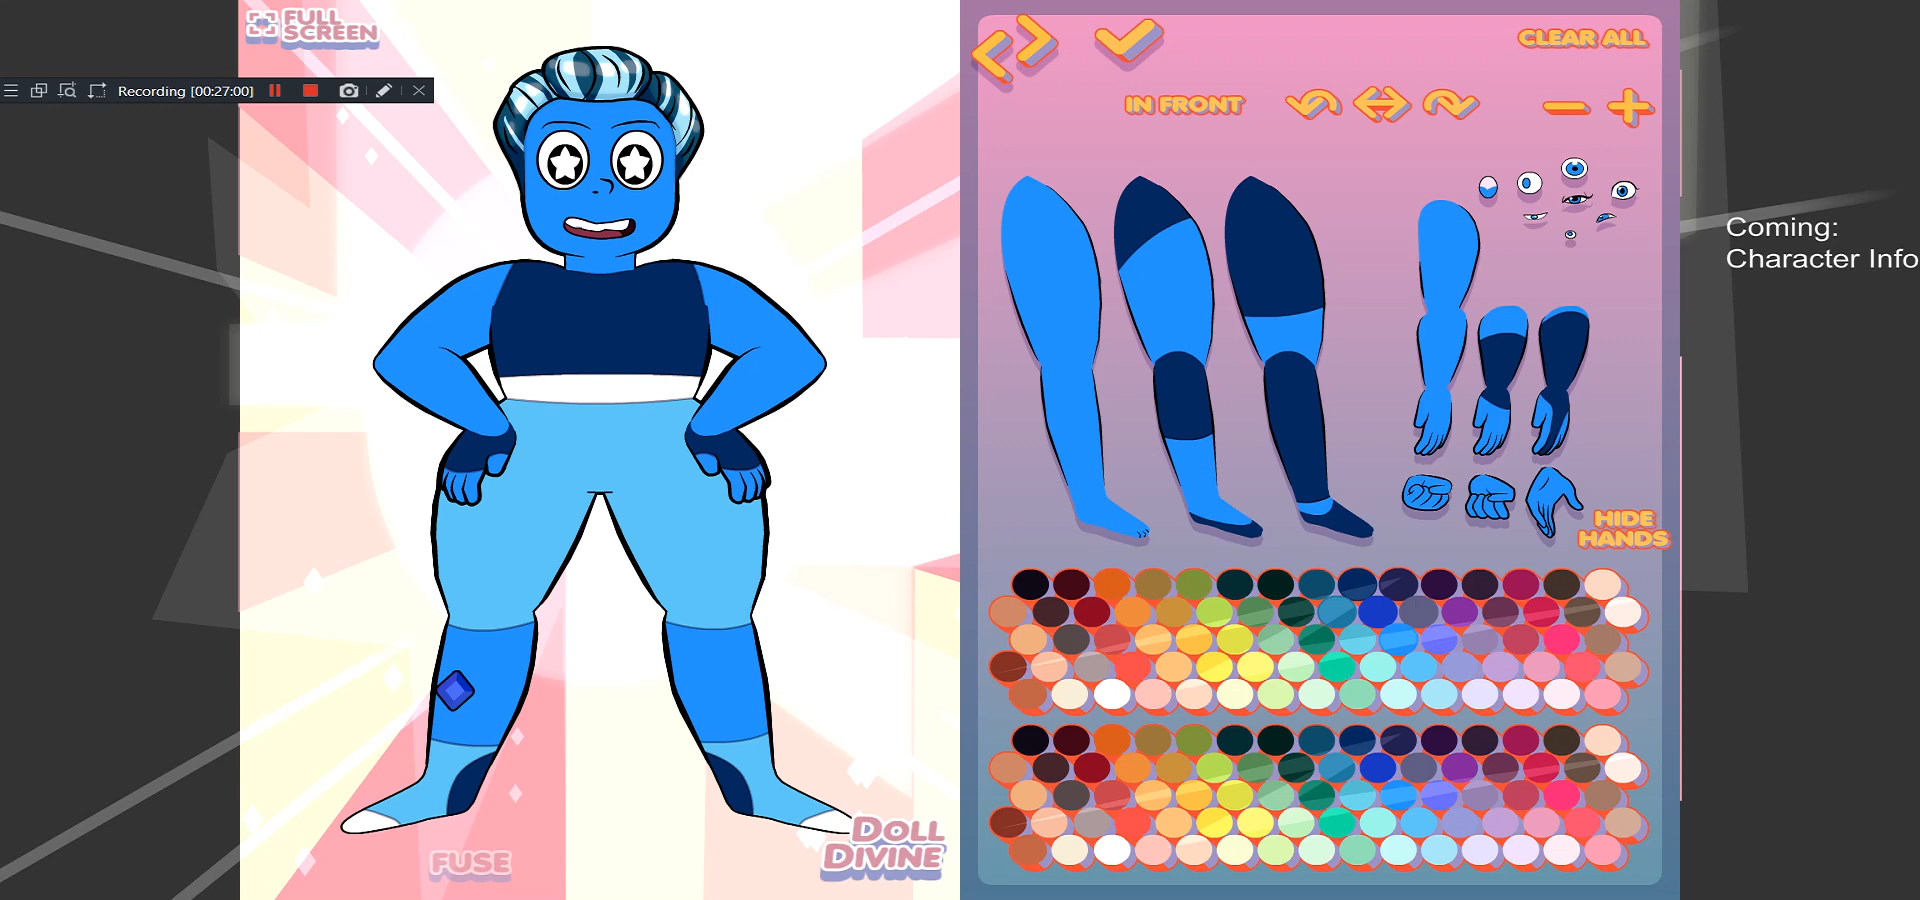 FULL
SCREEN
Recording [00:27:00]
CLEAR ALL
IN FRONT
Coming:
Character Info
HIDE
HANDS
FUSE
DOLL
DIVINE